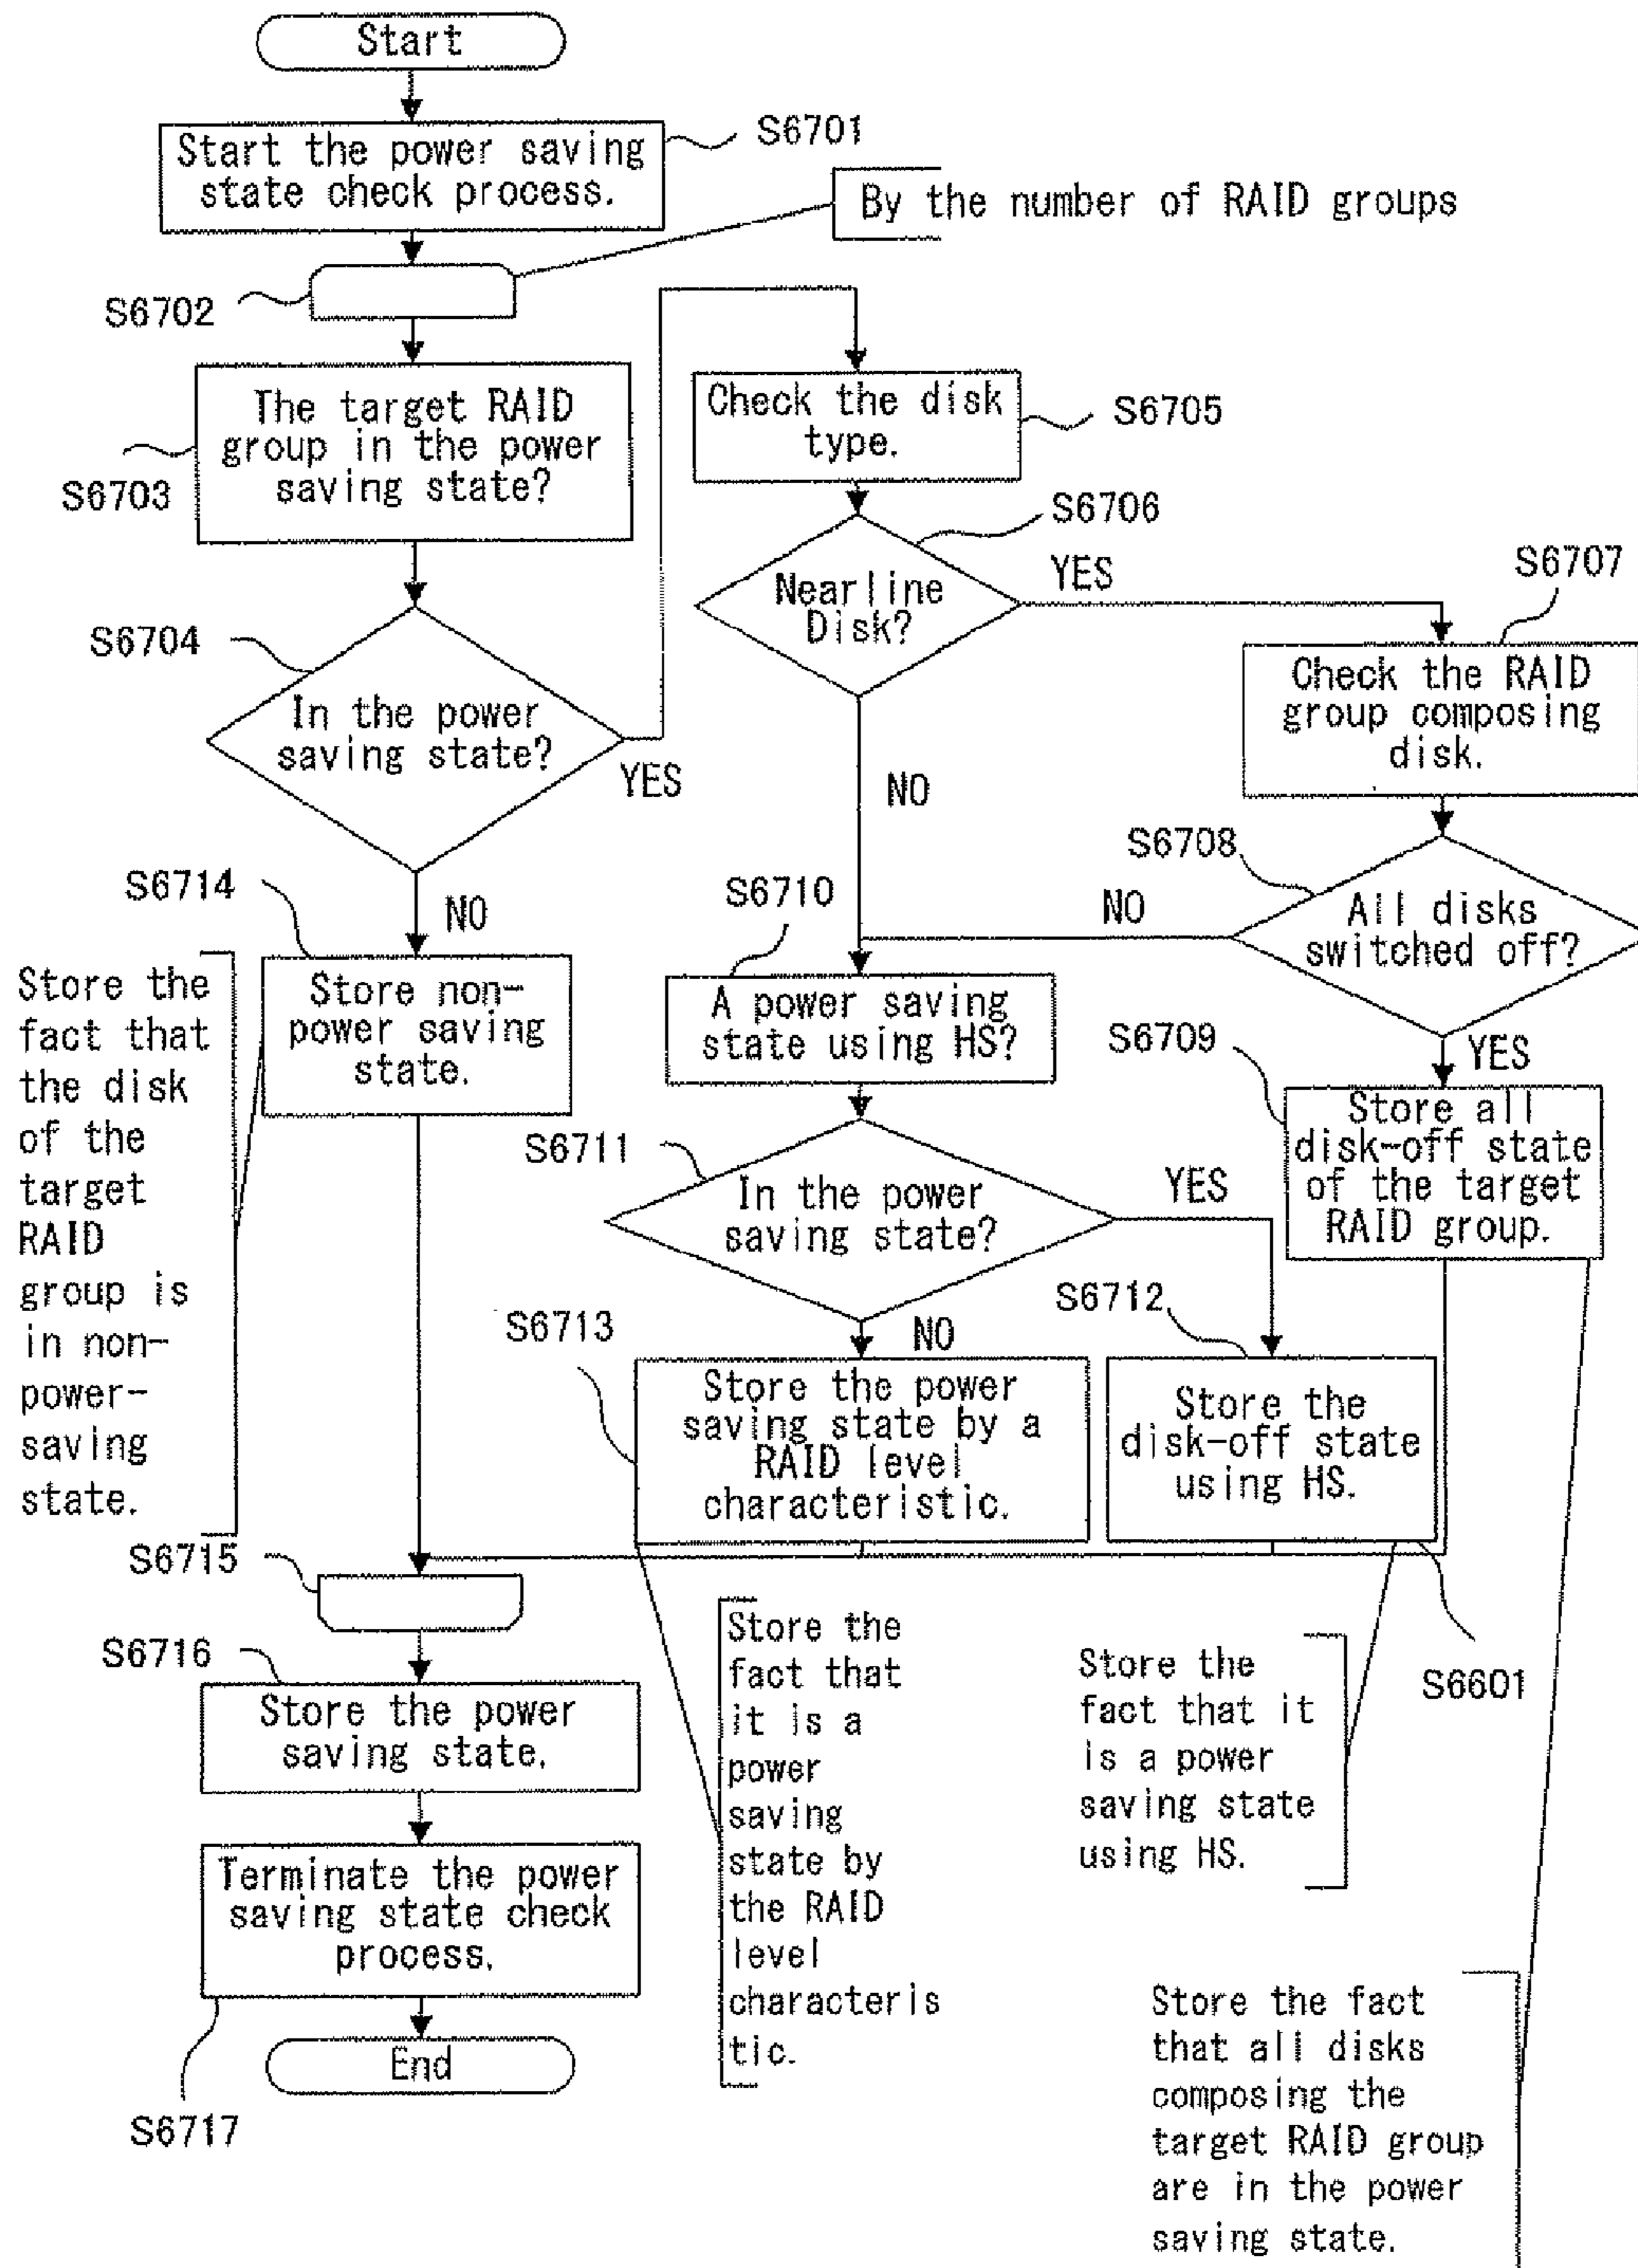 Start
S6701
Start the power saving
state check process.
By the number of RAID groups
S6702
The target RAID
group in the power
saving state?
S6703
Check the disk
type.
S6705
S6706
Nearline
Disk?
YES
S6707
Check the RAID
group composing
disk.
S6704
In the power
saving state?
YES
NO
S6708
All disks
switched off?
NO
YES
S6714
NO
Store non-
power saving
state.
Store the
fact that
the disk
of the
target
RAID
group is
in non-
power-
saving
state.
S6710
A power saving
state using HS?
S6709
Store all
disk-off state
of the target
RAID group.
S6711
In the power
saving state?
YES
NO
S6712
Store the
disk-off state
using HS.
S6713
Store the power
saving state by a
RAID level
characteristic.
S6715
S6716
Store the power
saving state.
Store the
fact that
it is a
power
saving
state by
the RAID
level
characteris
tic.
Store the
fact that it
is a power
saving state
using HS.
S6601
Terminate the power
saving state check
process.
End
S6717
Store the fact
that all disks
composing the
target RAID group
are in the power
saving state.